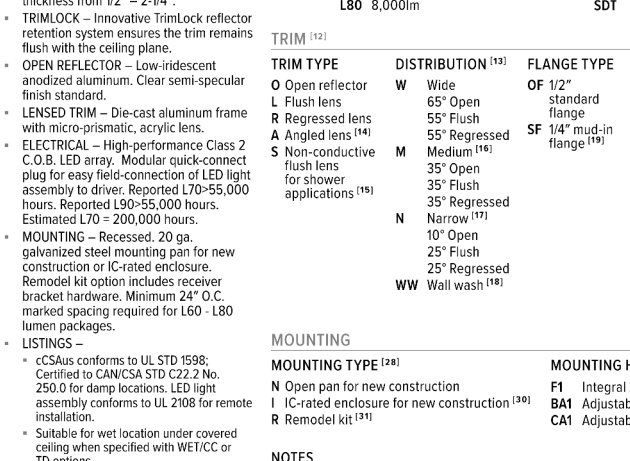 thickness from 1/2" – 2-1/4".
▪ TRIMLOCK – Innovative TrimLock reflector
retention system ensures the trim remains
flush with the ceiling plane.
▪ OPEN REFLECTOR – Low-iridescent
anodized aluminum. Clear semi-specular
finish standard.
▪ LENSED TRIM – Die-cast aluminum frame
with micro-prismatic, acrylic lens.
▪ ELECTRICAL – High-performance Class 2
C.O.B. LED array. Modular quick-connect
plug for easy field-connection of LED light
assembly to driver. Reported L70>55,000
hours. Reported L90>55,000 hours.
Estimated L70 = 200,000 hours.
▪ MOUNTING – Recessed. 20 ga.
galvanized steel mounting pan for new
construction or IC-rated enclosure.
Remodel kit option includes receiver
bracket hardware. Minimum 24" O.C.
marked spacing required for L60 - L80
lumen packages.
▪ LISTINGS –
▪ cCSAus conforms to UL STD 1598;
Certified to CAN/CSA STD C22.2 No.
250.0 for damp locations. LED light
assembly conforms to UL 2108 for remote
installation.
▪ Suitable for wet location under covered
ceiling when specified with WET/CC or
TD options.
L80 8,000lm
SDT
TRIM [12]
TRIM TYPE
O Open reflector
L Flush lens
R Regressed lens
A Angled lens [14]
S Non-conductive
flush lens
for shower
applications [15]
DISTRIBUTION [13]
W Wide
65° Open
55° Flush
55° Regressed
M Medium [16]
35° Open
35° Flush
35° Regressed
N Narrow [17]
10° Open
25° Flush
25° Regressed
WW Wall wash [18]
FLANGE TYPE
OF 1/2"
standard
flange
SF 1/4" mud-in
flange [19]
MOUNTING
MOUNTING TYPE [28]
N Open pan for new construction
I IC-rated enclosure for new construction [30]
R Remodel kit [31]
MOUNTING H
F1 Integral
BA1 Adjustab
CA1 Adjustab
NOTES